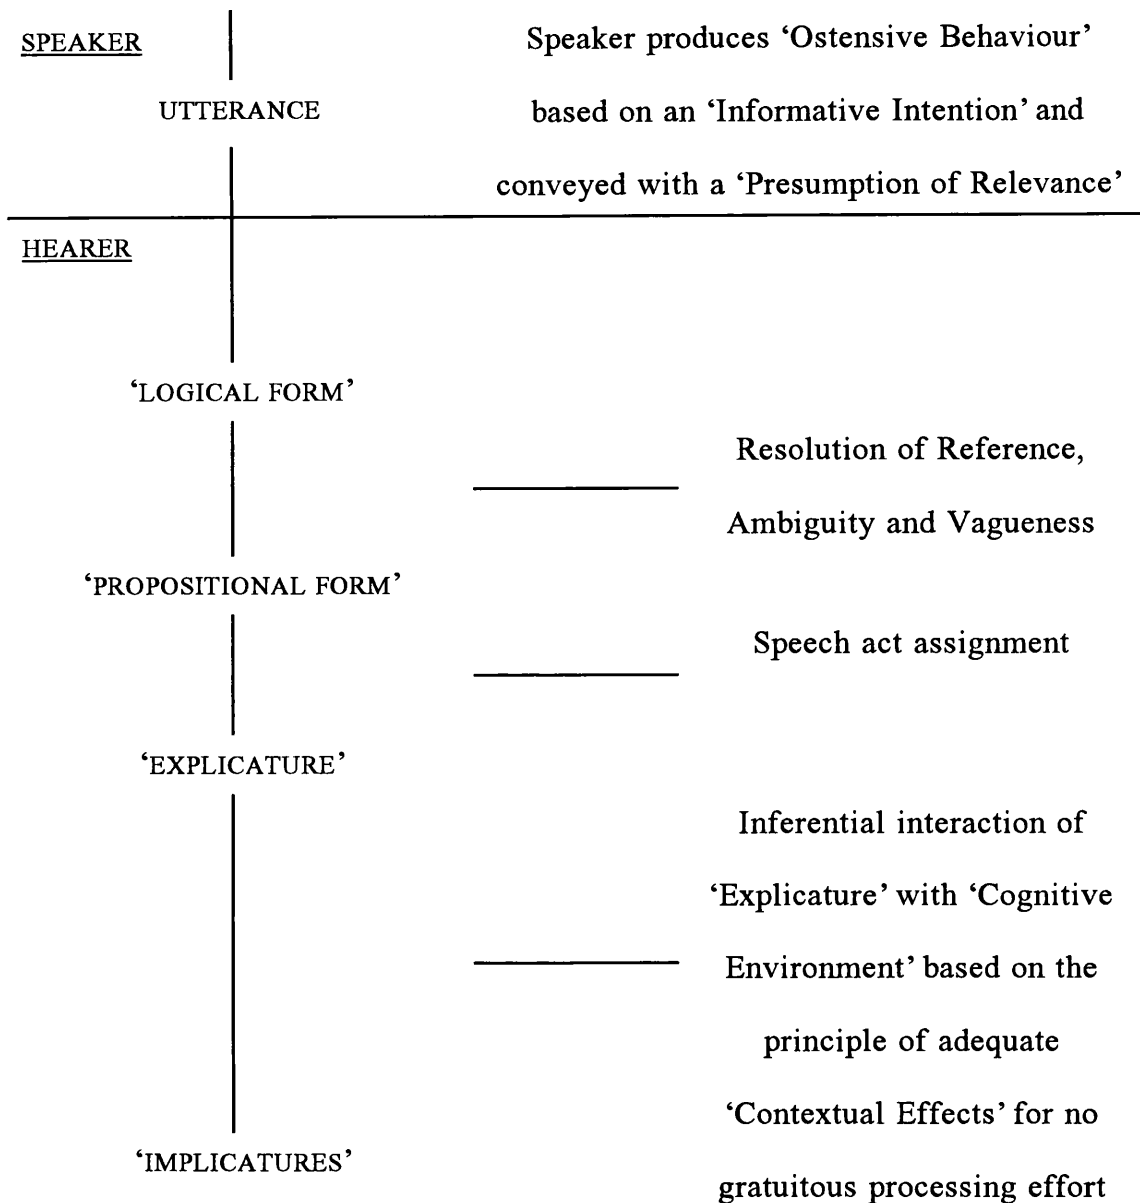 SPEAKER
Speaker produces ‘Ostensive Behaviour’
UTTERANCE
based on an ‘Informative Intention’ and
conveyed with a ‘Presumption of Relevance’
HEARER
‘LOGICAL FORM’
Resolution of Reference,
Ambiguity and Vagueness
‘PROPOSITIONAL FORM’
Speech act assignment
‘EXPLICATURE’
Inferential interaction of
‘Explicature’ with ‘Cognitive
Environment’ based on the
principle of adequate
‘Contextual Effects’ for no
gratuitous processing effort
‘IMPLICATURES’